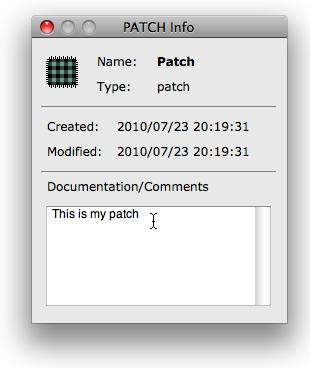 PATCH Info
Name: Patch
Type: patch
Created: 2010/07/23 20:19:31
Modified: 2010/07/23 20:19:31
Documentation/Comments
This is my patch